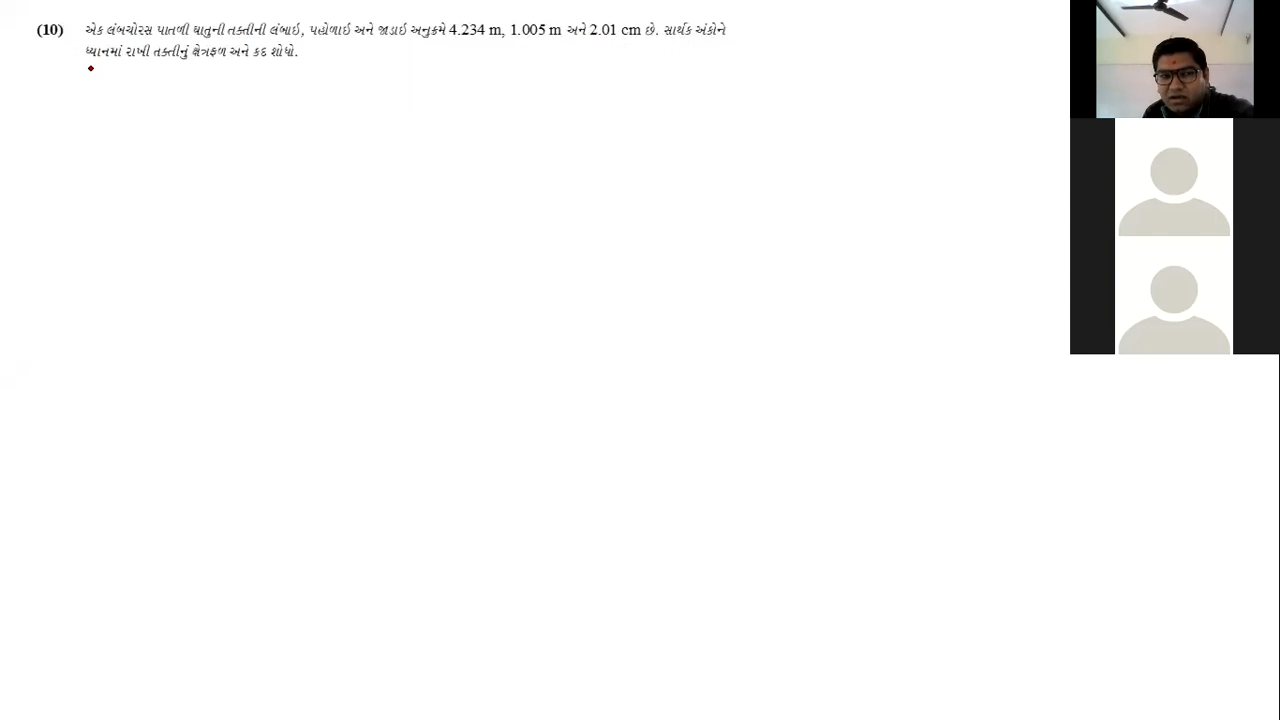 (10) એક લંબચોરસ પાતળી ધાતુની તક્તીની લંબાઈ, પહોળાઈ અને જાડાઈ અનુક્રમે 4.234 m, 1.005 m અને 2.01 cm છે. સાર્થક અંકોને
ધ્યાનમાં રાખી તક્તીનું ક્ષેત્રફળ અને કદ શોધો.